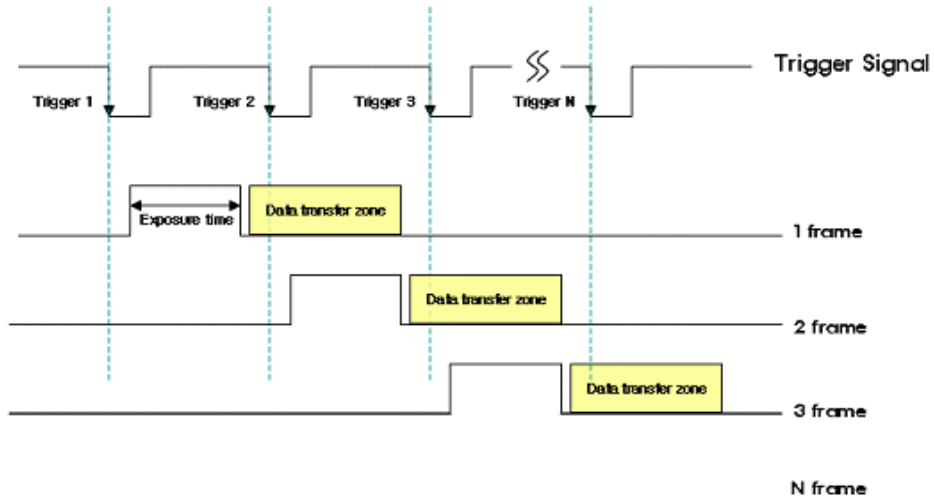 Trigger Signal
Trigger 1
Trigger 2
Trigger 3
Trigger N
Exposure time
Data transfer zone
1 frame
Data transfer zone
2 frame
Data transfer zone
3 frame
N frame